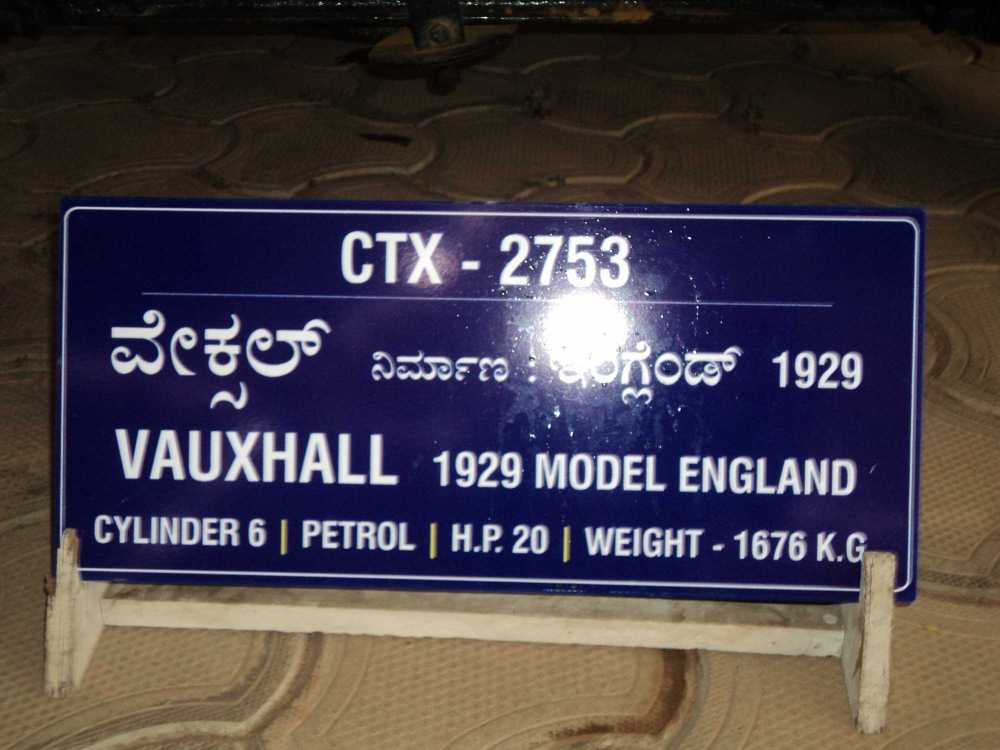 CTX - 2753
ವೇಕ್ಸಲ್ ನಿರ್ಮಾಣ : ಇಂಗ್ಲೆಂಡ್ 1929
VAUXHALL 1929 MODEL ENGLAND
CYLINDER 6 | PETROL | H.P. 20 | WEIGHT - 1676 K.G